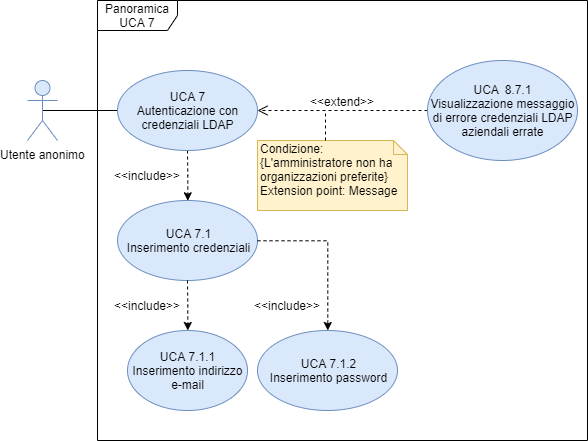 Panoramica
UCA 7
Utente anonimo
UCA 7
Autenticazione con
credenziali LDAP
<<extend>>
UCA  8.7.1
Visualizzazione messaggio
di errore credenziali LDAP
aziendali errate
Condizione:
{L'amministratore non ha
organizzazioni preferite}
Extension point: Message
<<include>>
UCA 7.1
Inserimento credenziali
<<include>>
<<include>>
UCA 7.1.1
Inserimento indirizzo
e-mail
UCA 7.1.2
Inserimento password